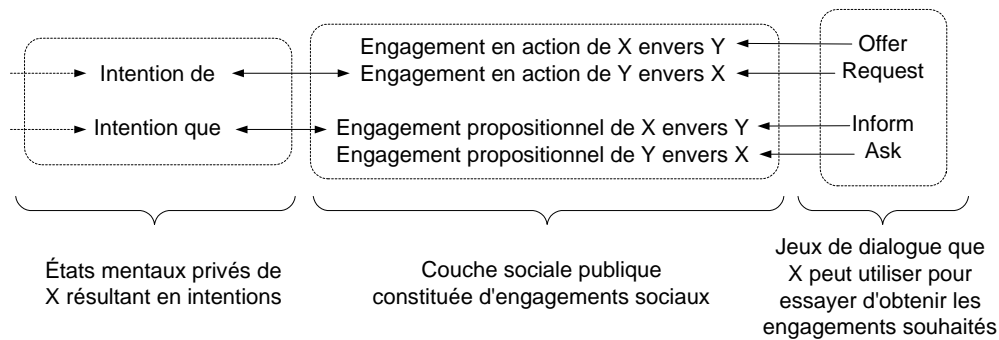 Engagement en action de X envers Y
Offer
Intention de
Engagement en action de Y envers X
Request
Intention que
Engagement propositionnel de X envers Y
Inform
Engagement propositionnel de Y envers X
Ask
États mentaux privés de
X résultant en intentions
Couche sociale publique
constituée d'engagements sociaux
Jeux de dialogue que
X peut utiliser pour
essayer d'obtenir les
engagements souhaités